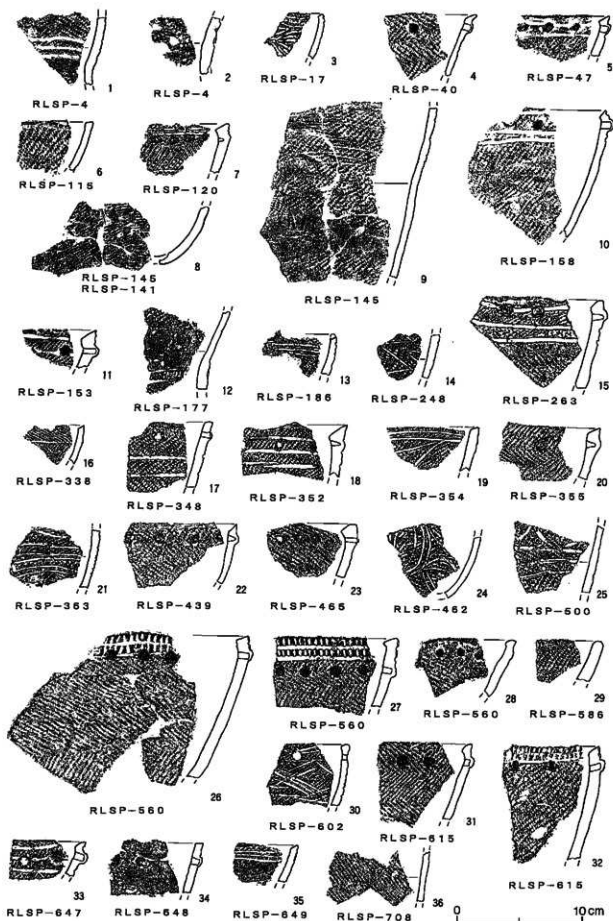 1
RLSP-4
2
RLSP-4
3
RLSP-17
4
RLSP-40
5
RLSP-47
6
RLSP-115
7
RLSP-120
8
RLSP-145
RLSP-141
9
RLSP-145
10
RLSP-158
11
RLSP-153
12
RLSP-177
13
RLSP-186
14
RLSP-248
15
RLSP-263
16
RLSP-338
17
RLSP-348
18
RLSP-352
19
RLSP-354
20
RLSP-355
21
RLSP-363
22
RLSP-439
23
RLSP-465
24
RLSP-462
25
RLSP-500
26
RLSP-560
27
RLSP-560
28
RLSP-560
29
RLSP-586
30
RLSP-602
31
RLSP-615
32
RLSP-615
33
RLSP-647
34
RLSP-648
35
RLSP-649
36
RLSP-708
0 10cm